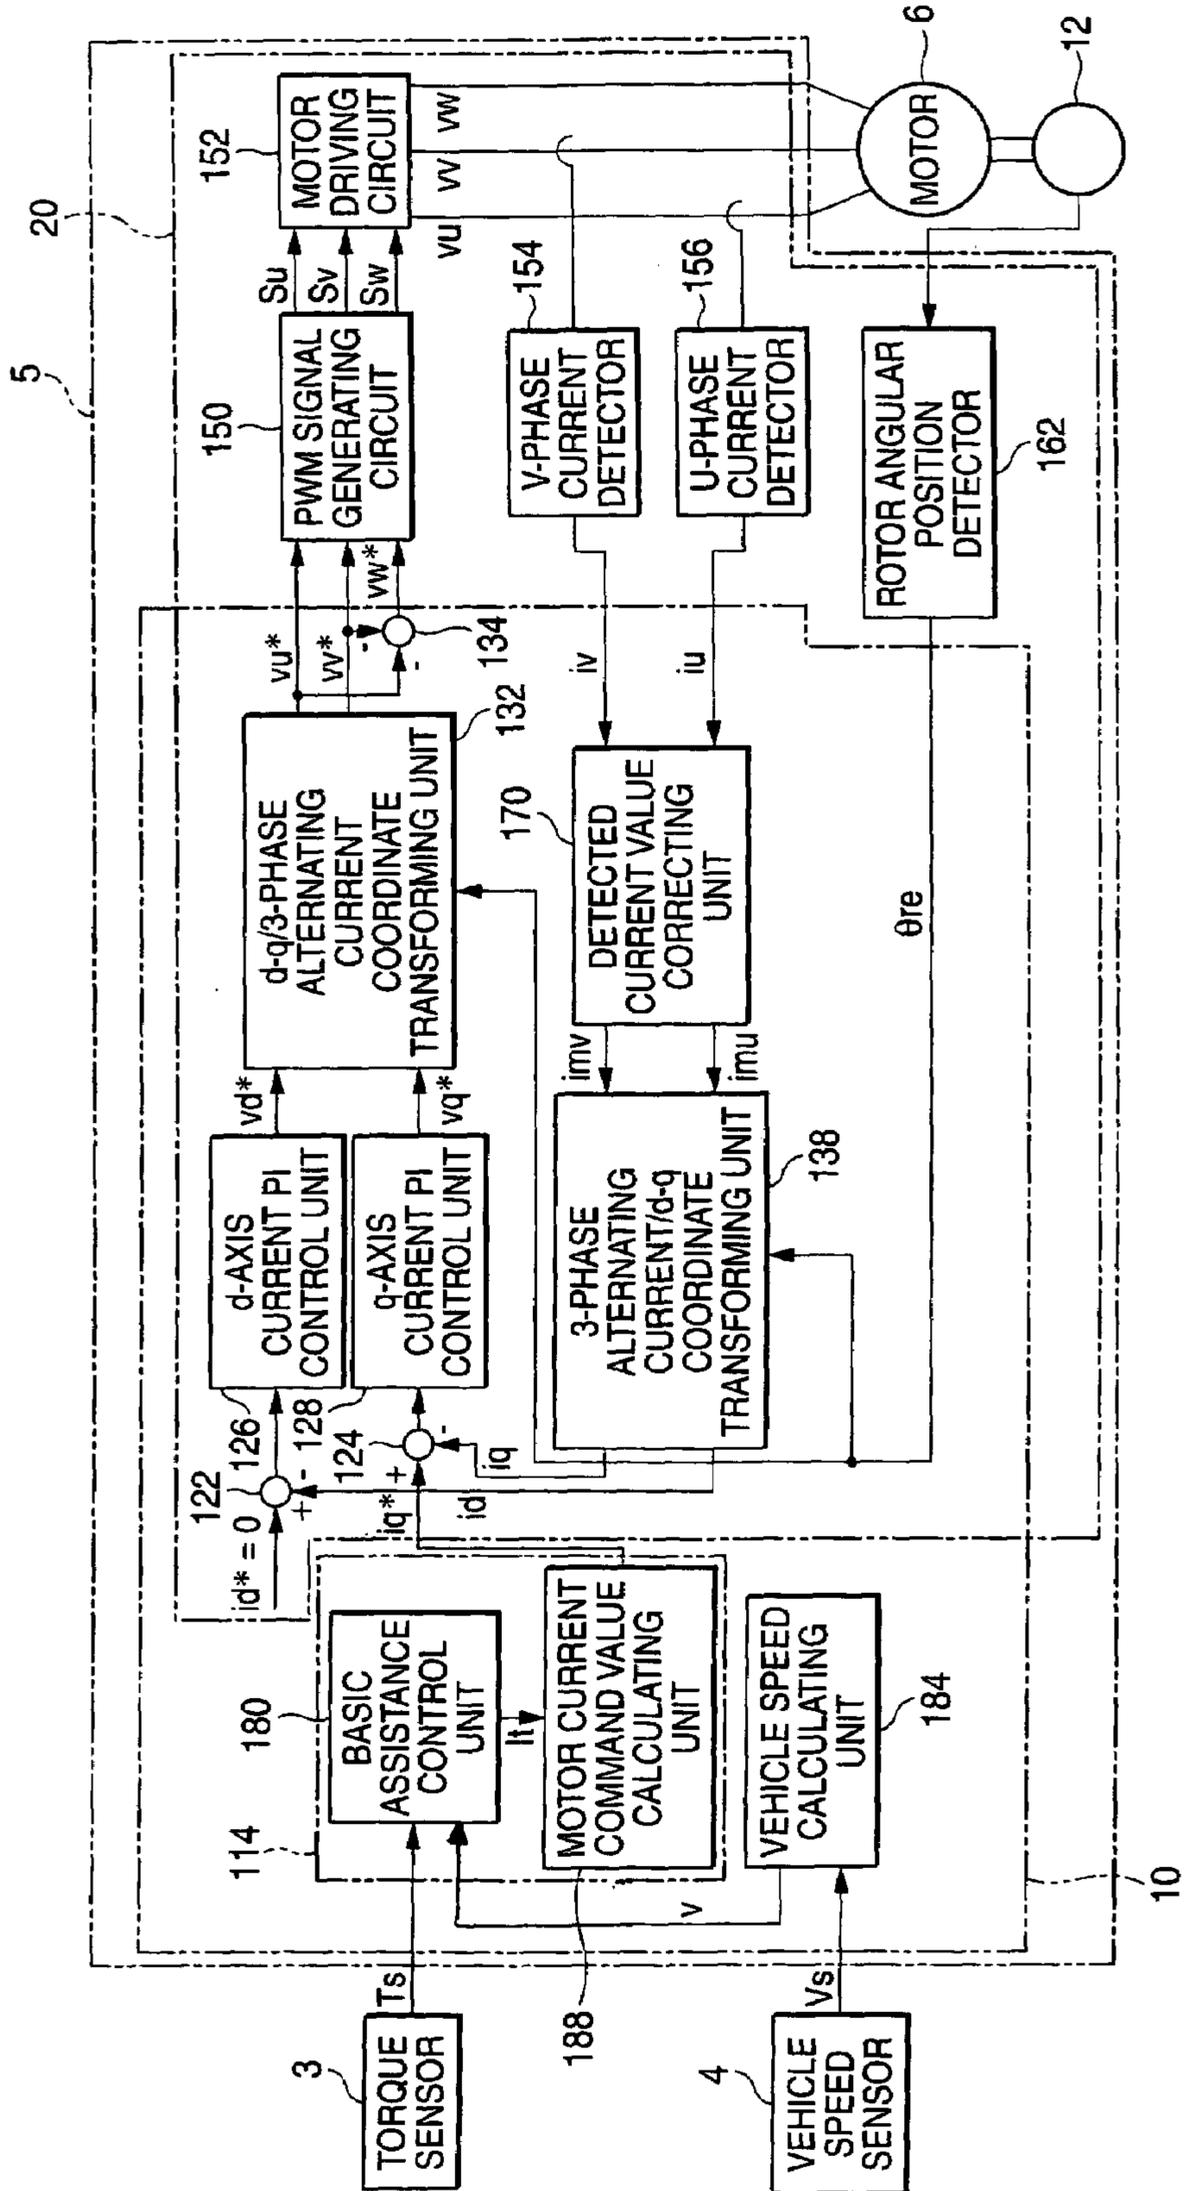 5
20
122
id* = 0
+
-
126
d-AXIS
CURRENT PI
CONTROL UNIT
vd*
128
q-AXIS
CURRENT PI
CONTROL UNIT
vq*
124
+
-
iq*
iq
id
d-q/3-PHASE
ALTERNATING
CURRENT
COORDINATE
TRANSFORMING UNIT
132
vu*
vv*
vw*
-
-
134
150
PWM SIGNAL
GENERATING
CIRCUIT
Su
Sv
Sw
152
MOTOR
DRIVING
CIRCUIT
vu
vv
vw
114
180
BASIC
ASSISTANCE
CONTROL
UNIT
It
MOTOR CURRENT
COMMAND VALUE
CALCULATING
UNIT
188
3
TORQUE
SENSOR
Ts
4
VEHICLE
SPEED
SENSOR
Vs
V
VEHICLE SPEED
CALCULATING
UNIT
184
10
3-PHASE
ALTERNATING
CURRENT/d-q
COORDINATE
TRANSFORMING UNIT
138
imv
imu
170
DETECTED
CURRENT VALUE
CORRECTING
UNIT
iv
iu
154
V-PHASE
CURRENT
DETECTOR
156
U-PHASE
CURRENT
DETECTOR
θre
ROTOR ANGULAR
POSITION
DETECTOR
162
MOTOR
6
12